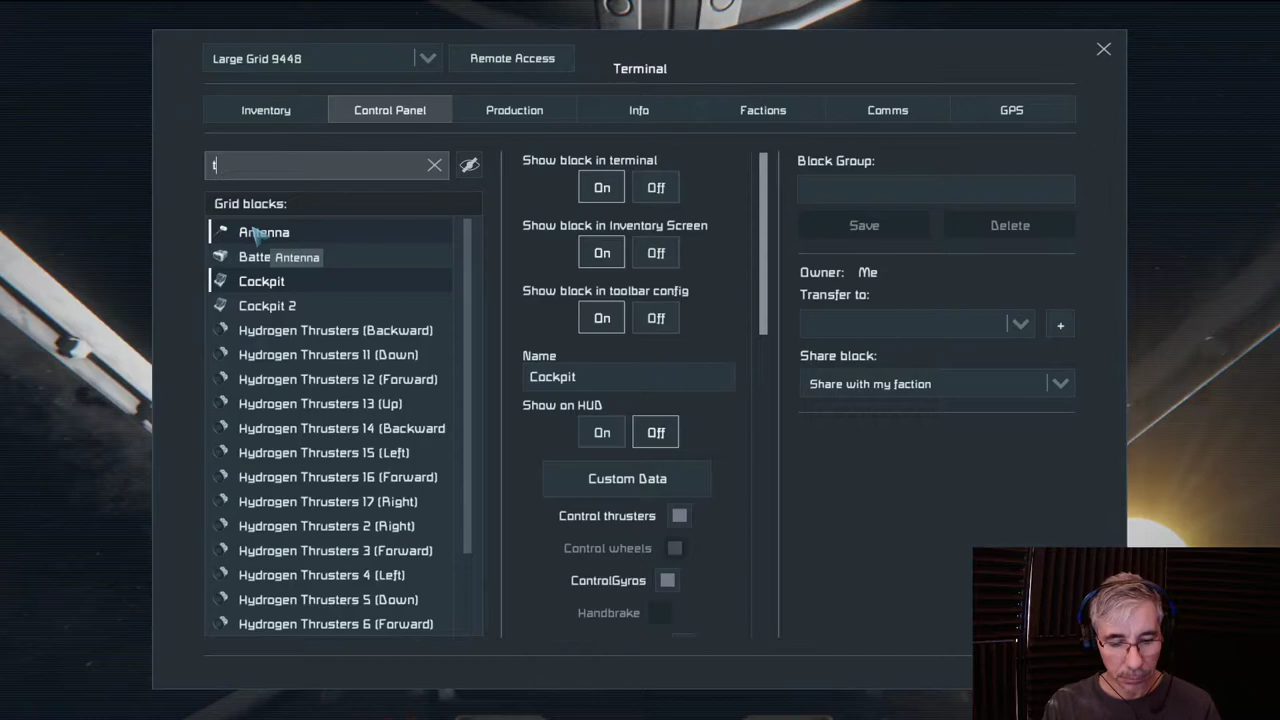 Large Grid 9448
Remote Access
Terminal
Inventory
Control Panel
Production
Info
Factions
Comms
GPS
t
Grid blocks:
Antenna
Batte
Antenna
Cockpit
Cockpit 2
Hydrogen Thrusters (Backward)
Hydrogen Thrusters 11 (Down)
Hydrogen Thrusters 12 (Forward)
Hydrogen Thrusters 13 (Up)
Hydrogen Thrusters 14 (Backward
Hydrogen Thrusters 15 (Left)
Hydrogen Thrusters 16 (Forward)
Hydrogen Thrusters 17 (Right)
Hydrogen Thrusters 2 (Right)
Hydrogen Thrusters 3 (Forward)
Hydrogen Thrusters 4 (Left)
Hydrogen Thrusters 5 (Down)
Hydrogen Thrusters 6 (Forward)
Show block in terminal
On Off
Show block in Inventory Screen
On Off
Show block in toolbar config
On Off
Name
Cockpit
Show on HUD
On Off
Custom Data
Control thrusters
Control wheels
ControlGyros
Handbrake
Block Group:
Save Delete
Owner: Me
Transfer to:
+
Share block:
Share with my faction